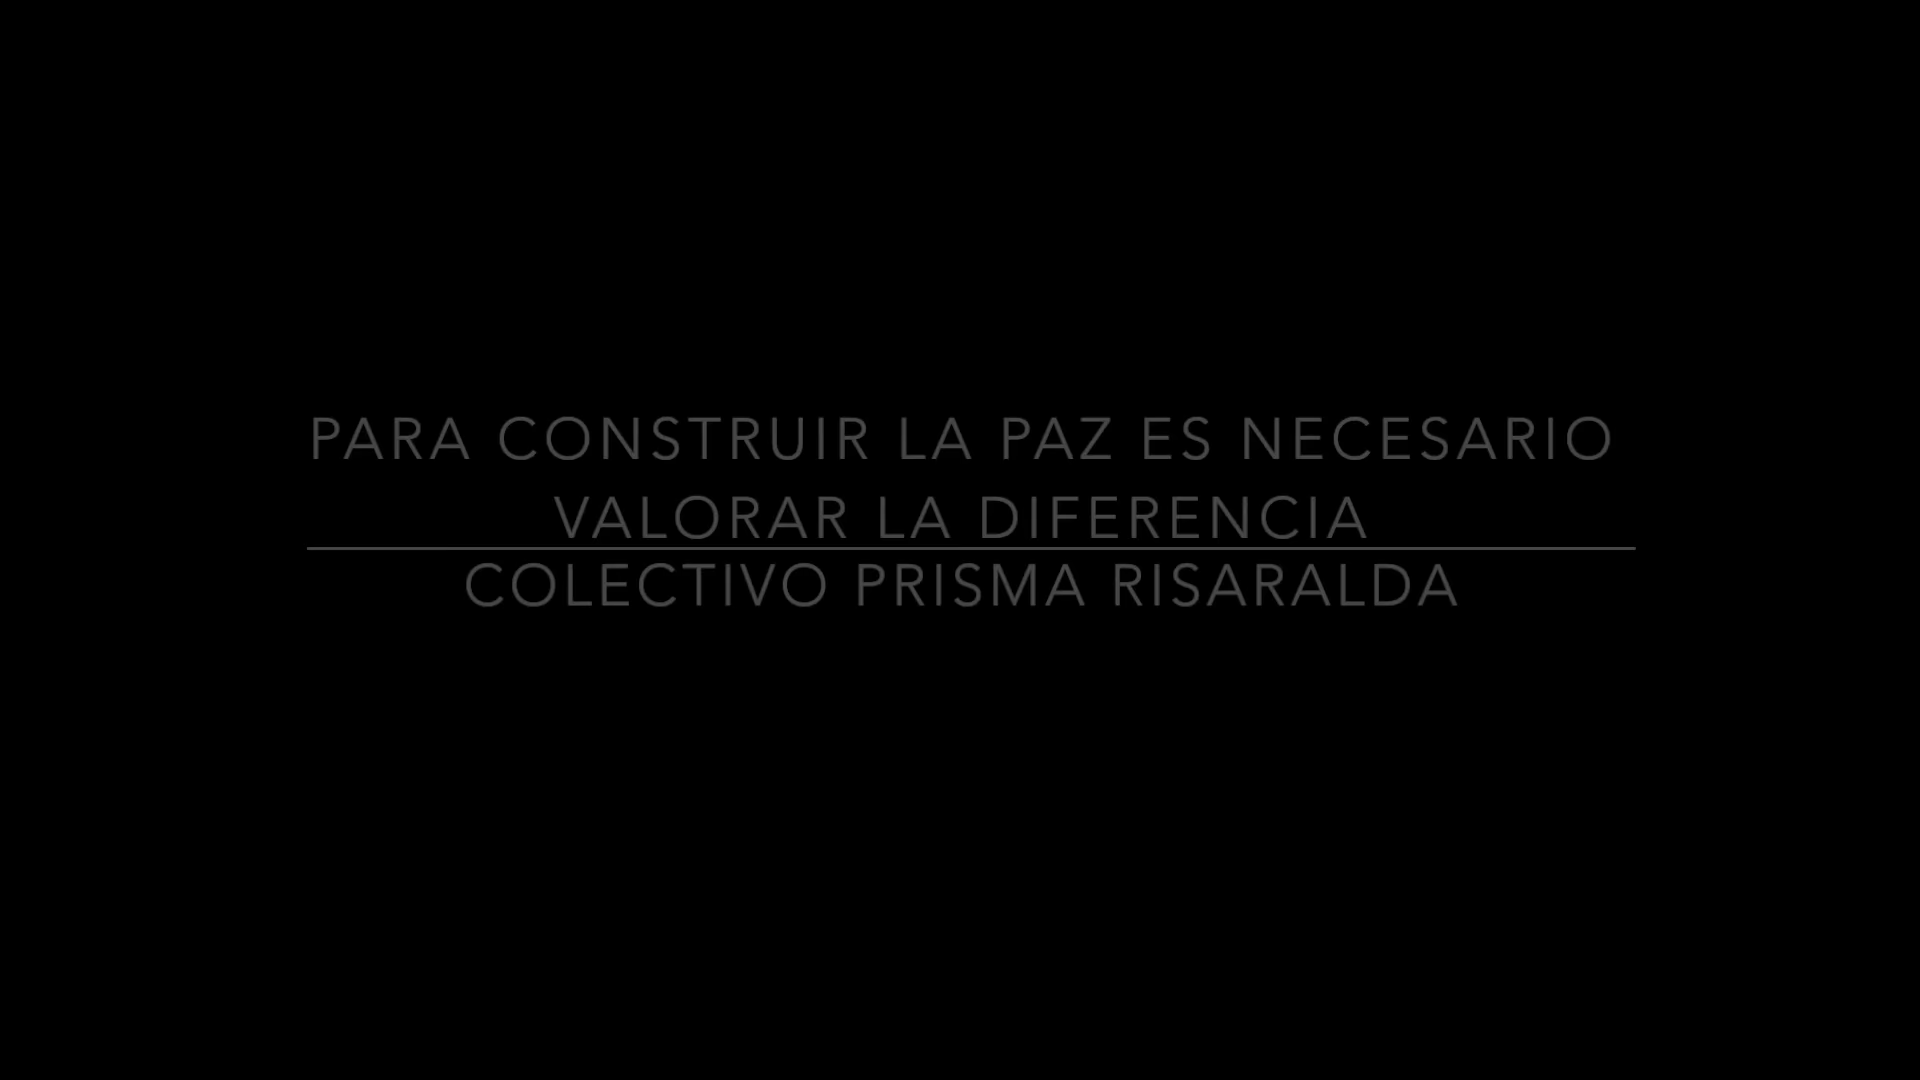 PARA CONSTRUIR LA PAZ ES NECESARIO
VALORAR LA DIFERENCIA
COLECTIVO PRISMA RISARALDA